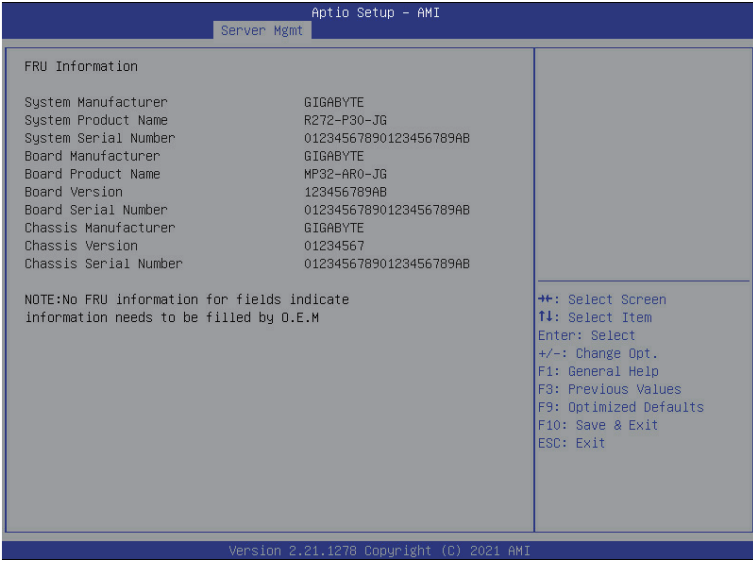 Aptio Setup - AMI
Server Mgmt
FRU Information
System Manufacturer GIGABYTE
System Product Name R272-P30-JG
System Serial Number 01234567890123456789AB
Board Manufacturer GIGABYTE
Board Product Name MP32-AR0-JG
Board Version 123456789AB
Board Serial Number 01234567890123456789AB
Chassis Manufacturer GIGABYTE
Chassis Version 01234567
Chassis Serial Number 01234567890123456789AB
NOTE:No FRU information for fields indicate
information needs to be filled by O.E.M
→←: Select Screen
↑↓: Select Item
Enter: Select
+/-: Change Opt.
F1: General Help
F3: Previous Values
F9: Optimized Defaults
F10: Save & Exit
ESC: Exit
Version 2.21.1278 Copyright (C) 2021 AMI